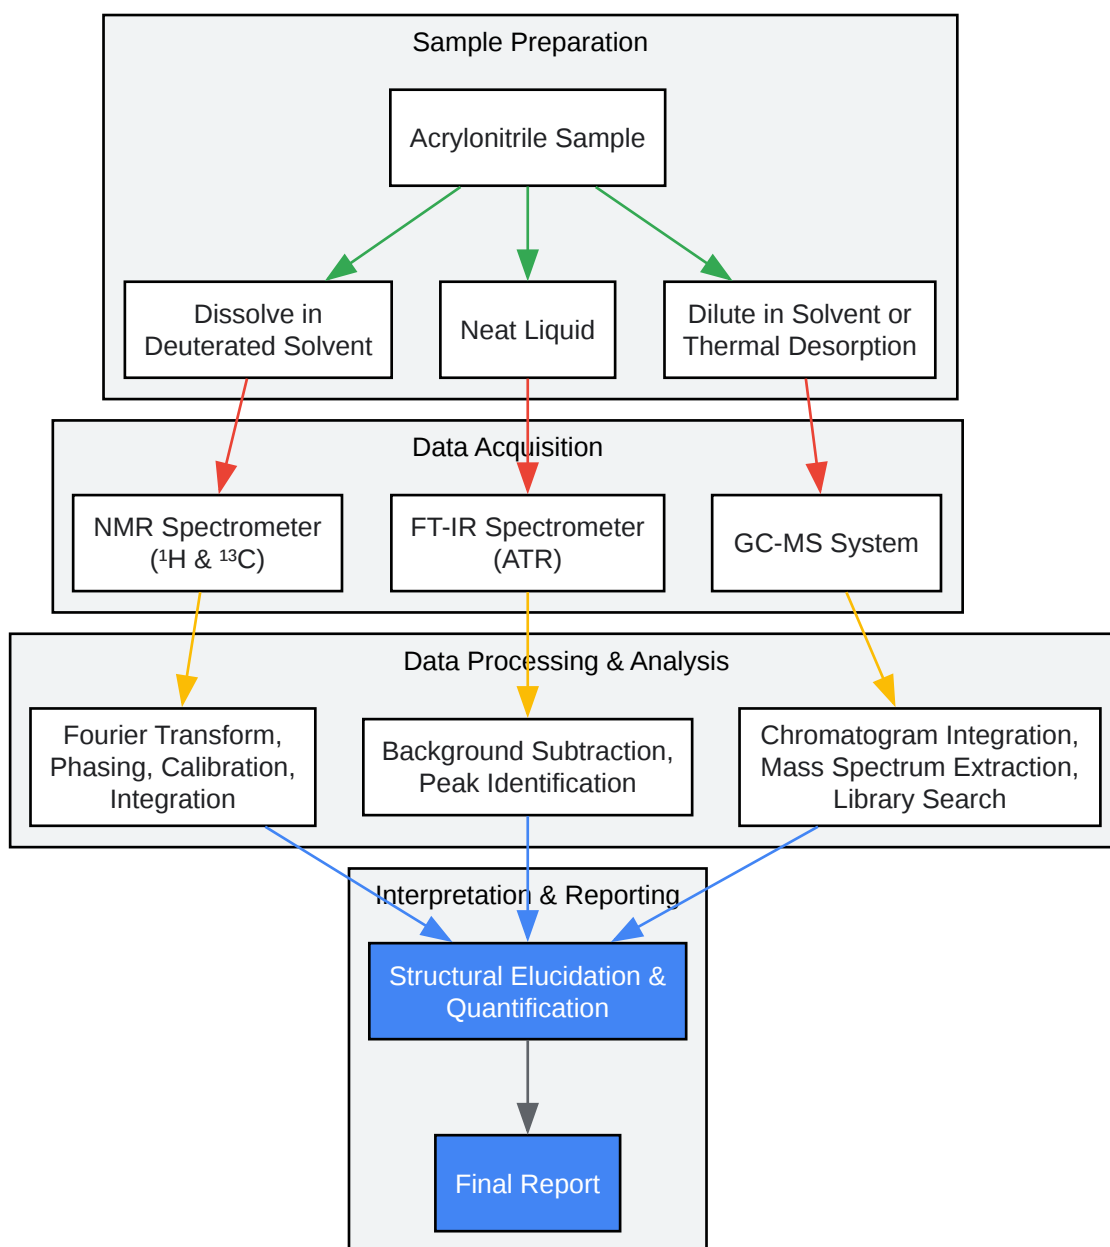 Sample Preparation
Acrylonitrile Sample
Dissolve in
Deuterated Solvent
Neat Liquid
Dilute in Solvent or
Thermal Desorption
Data Acquisition
NMR Spectrometer
(¹H & ¹³C)
FT-IR Spectrometer
(ATR)
GC-MS System
Data Processing & Analysis
Fourier Transform,
Phasing, Calibration,
Integration
Background Subtraction,
Peak Identification
Chromatogram Integration,
Mass Spectrum Extraction,
Library Search
Interpretation & Reporting
Structural Elucidation &
Quantification
Final Report